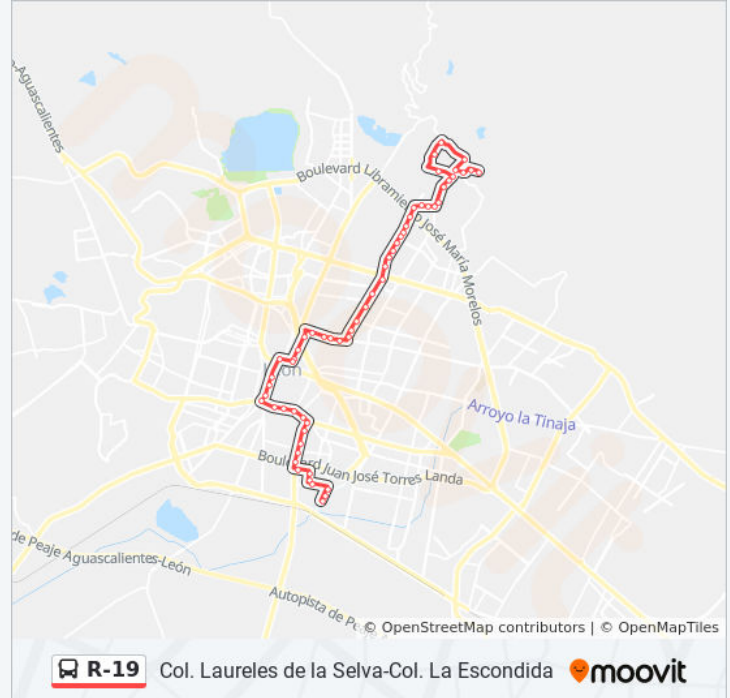 -Aguascalientes
Boulevard Libramiento José María Morelos
León
Arroyo la Tinaja
Boulevard Juan José Torres Landa
de Peaje Aguascalientes-León
Autopista de Peaje
© OpenStreetMap contributors | © OpenMapTiles
R-19 Col. Laureles de la Selva-Col. La Escondida moovit